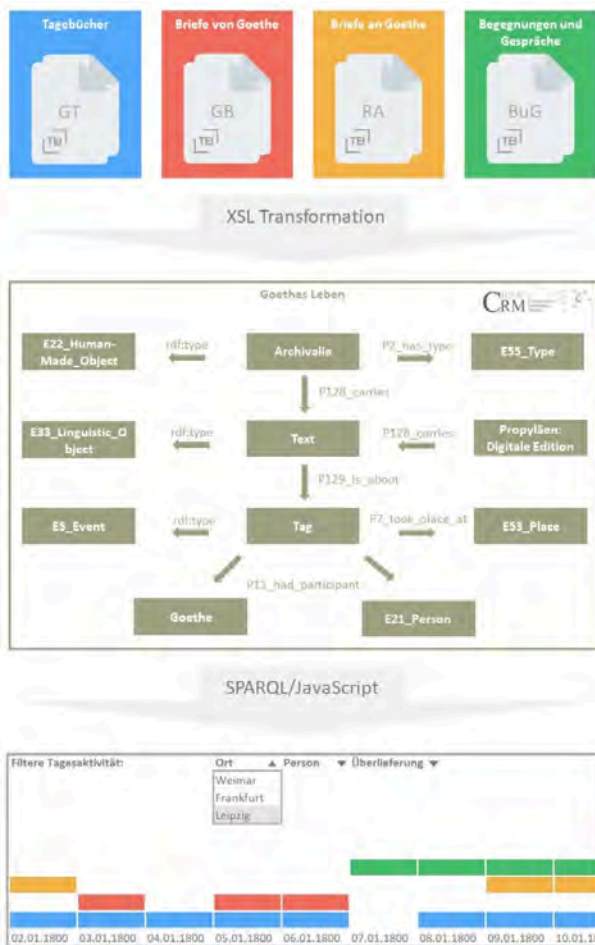 Tagebücher
Briefe von Goethe
Briefe an Goethe
Begegnungen und
Gespräche
GT
GB
RA
BuG
TEI
TEI
TEI
TEI
XSL Transformation
Goethes Leben
CRM
E22_Human-
Made_Object
rdf:type
Archivalie
P2_has_type
E55_Type
P128_carries
E33_Linguistic_O
bject
rdf:type
Text
P128_carries
Propyläen:
Digitale Edition
P129_is_about
E5_Event
rdf:type
Tag
P7_took_place_at
E53_Place
P11_had_participant
Goethe
E21_Person
SPARQL/JavaScript
Filtere Tagesaktivität:
Ort ▲ Person ▼ Überlieferung ▼
Weimar
Frankfurt
Leipzig
02.01.1800 03.01.1800 04.01.1800 05.01.1800 06.01.1800 07.01.1800 08.01.1800 09.01.1800 10.01.18